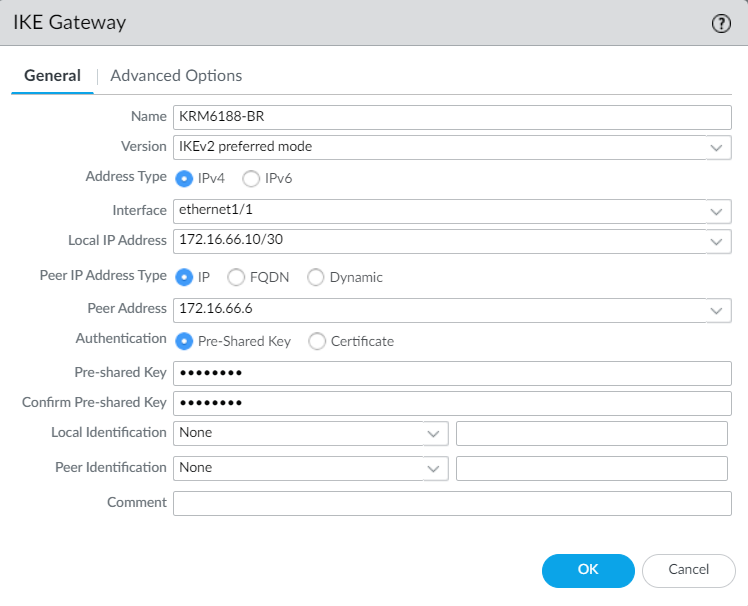 IKE Gateway ?
General | Advanced Options
Name KRM6188-BR
Version IKEv2 preferred mode
Address Type IPv4 IPv6
Interface ethernet1/1
Local IP Address 172.16.66.10/30
Peer IP Address Type IP FQDN Dynamic
Peer Address 172.16.66.6
Authentication Pre-Shared Key Certificate
Pre-shared Key ••••••••
Confirm Pre-shared Key ••••••••
Local Identification None
Peer Identification None
Comment
OK Cancel